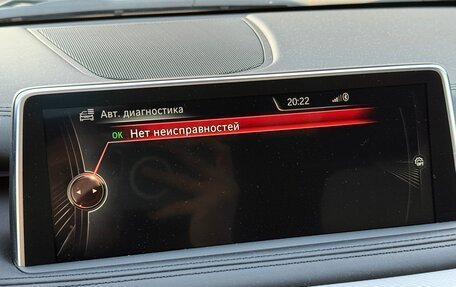 Авт. диагностика
20:22
OK Нет неисправностей